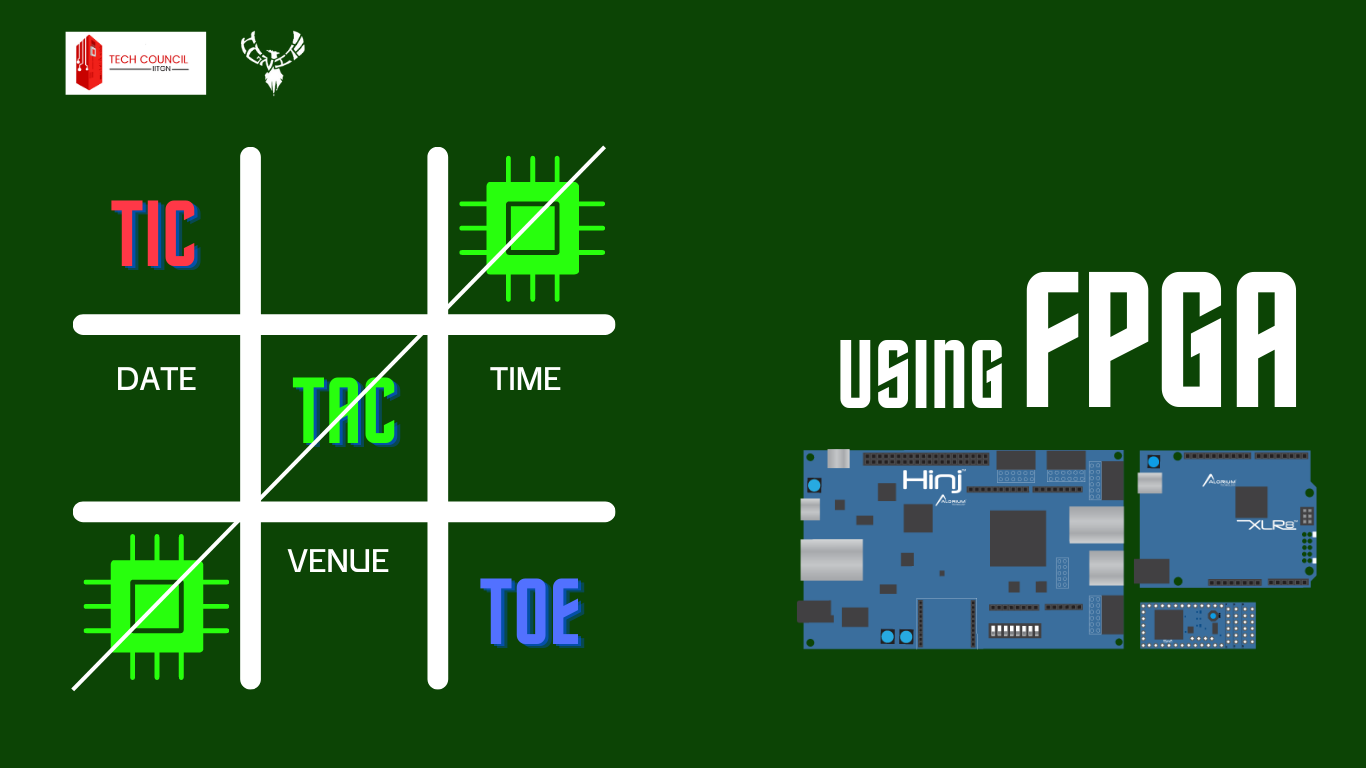 TECH COUNCIL
IITGN
TIC
DATE
TAC
TIME
VENUE
TOE
USING FPGA
Hinj
ALORIUM
ALORIUM
XLR8